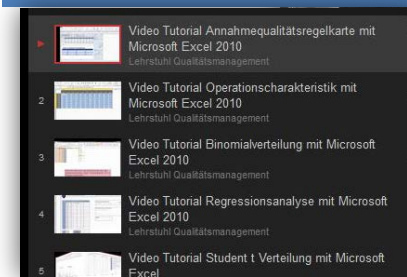 Video Tutorial Annahmequalitätsregelkarte mit
Microsoft Excel 2010
Lehrstuhl Qualitätsmanagement
2
Video Tutorial Operationscharakteristik mit
Microsoft Excel 2010
Lehrstuhl Qualitätsmanagement
3
Video Tutorial Binomialverteilung mit Microsoft
Excel 2010
Lehrstuhl Qualitätsmanagement
4
Video Tutorial Regressionsanalyse mit Microsoft
Excel 2010
Lehrstuhl Qualitätsmanagement
5
Video Tutorial Student t Verteilung mit Microsoft
Excel